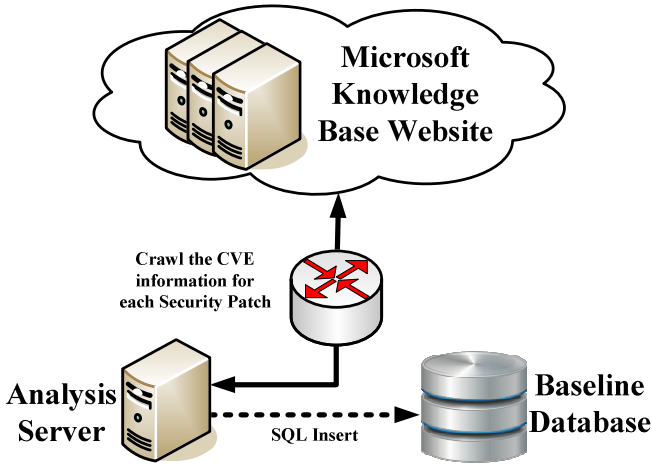 Microsoft
Knowledge
Base Website
Crawl the CVE
information for
each Security Patch
Analysis
Server
SQL Insert
Baseline
Database